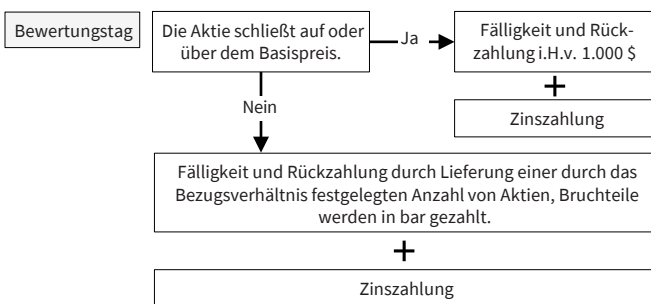 Bewertungstag
Die Aktie schließt auf oder
über dem Basispreis.
Ja
Fälligkeit und Rück-
zahlung i.H.v. 1.000 $
+
Zinszahlung
Nein
Fälligkeit und Rückzahlung durch Lieferung einer durch das
Bezugsverhältnis festgelegten Anzahl von Aktien, Bruchteile
werden in bar gezahlt.
+
Zinszahlung